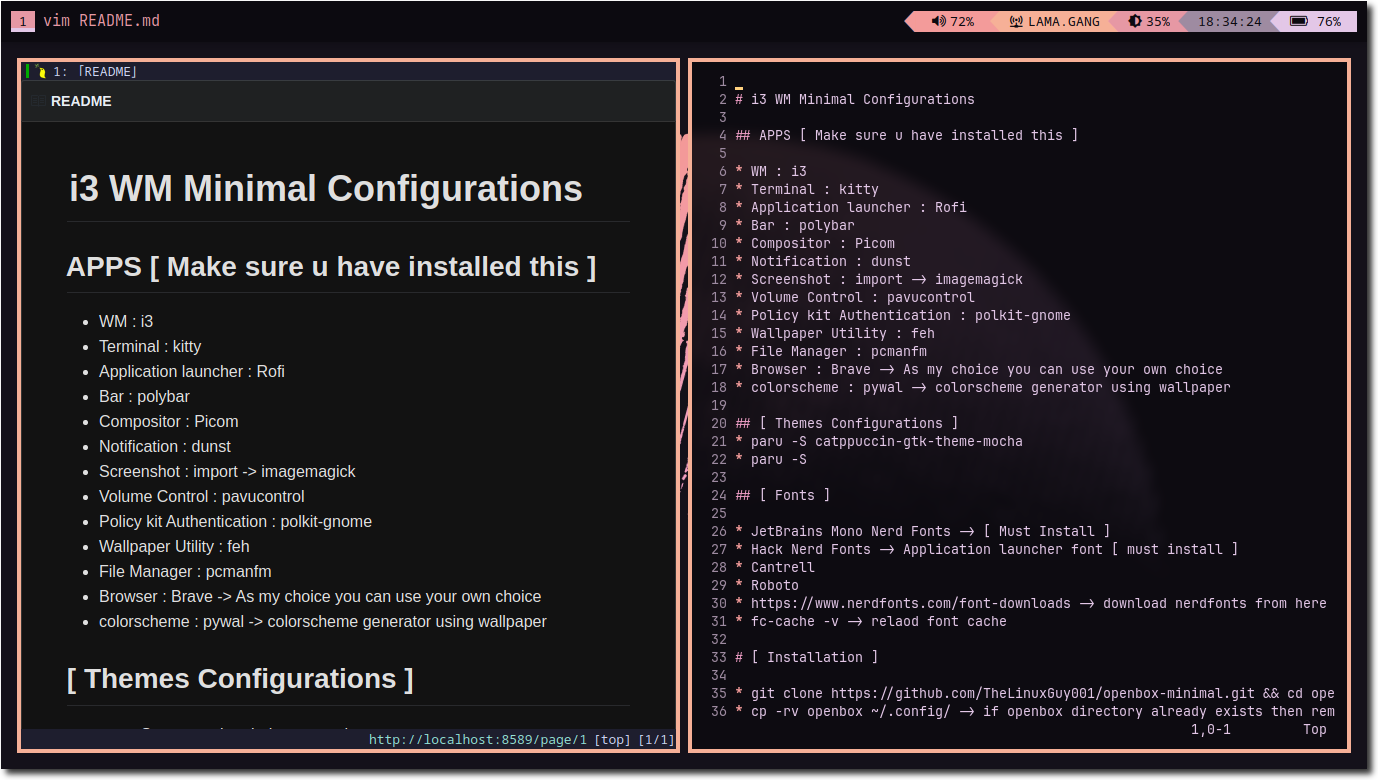 1 vim README.md
72% LAMA.GANG 35% 18:34:24 76%
1: ｢README｣
README
i3 WM Minimal Configurations
APPS [ Make sure u have installed this ]
• WM : i3
• Terminal : kitty
• Application launcher : Rofi
• Bar : polybar
• Compositor : Picom
• Notification : dunst
• Screenshot : import -> imagemagick
• Volume Control : pavucontrol
• Policy kit Authentication : polkit-gnome
• Wallpaper Utility : feh
• File Manager : pcmanfm
• Browser : Brave -> As my choice you can use your own choice
• colorscheme : pywal -> colorscheme generator using wallpaper
[ Themes Configurations ]
http://localhost:8589/page/1 [top] [1/1]
1
2 # i3 WM Minimal Configurations
3
4 ## APPS [ Make sure u have installed this ]
5
6 * WM : i3
7 * Terminal : kitty
8 * Application launcher : Rofi
9 * Bar : polybar
10 * Compositor : Picom
11 * Notification : dunst
12 * Screenshot : import -> imagemagick
13 * Volume Control : pavucontrol
14 * Policy kit Authentication : polkit-gnome
15 * Wallpaper Utility : feh
16 * File Manager : pcmanfm
17 * Browser : Brave -> As my choice you can use your own choice
18 * colorscheme : pywal -> colorscheme generator using wallpaper
19
20 ## [ Themes Configurations ]
21 * paru -S catppuccin-gtk-theme-mocha
22 * paru -S
23
24 ## [ Fonts ]
25
26 * JetBrains Mono Nerd Fonts -> [ Must Install ]
27 * Hack Nerd Fonts -> Application launcher font [ must install ]
28 * Cantrell
29 * Roboto
30 * https://www.nerdfonts.com/font-downloads -> download nerdfonts from here
31 * fc-cache -v -> relaod font cache
32
33 # [ Installation ]
34
35 * git clone https://github.com/TheLinuxGuy001/openbox-minimal.git && cd ope
36 * cp -rv openbox ~/.config/ -> if openbox directory already exists then rem
1,0-1 Top